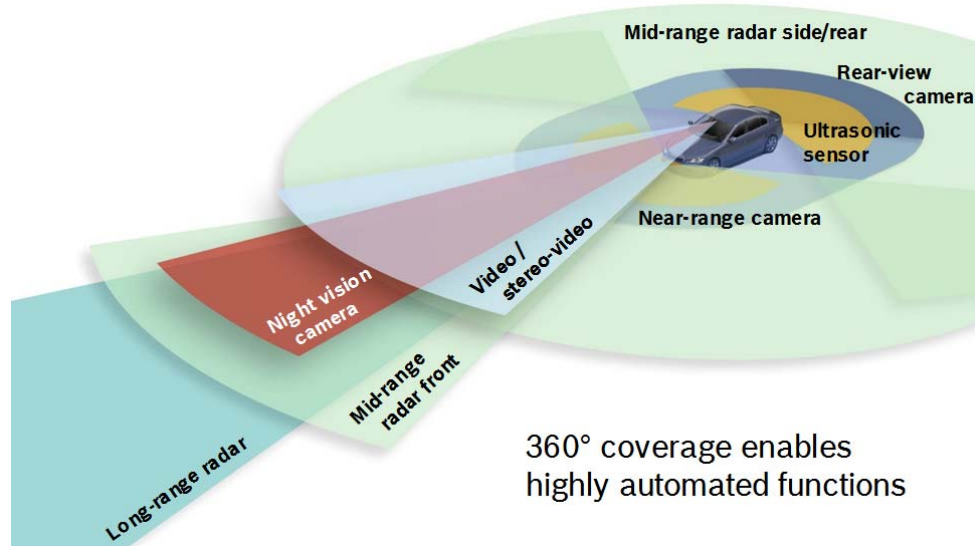 Mid-range radar side/rear
Rear-view
camera
Ultrasonic
sensor
Near-range camera
Video /
stereo-video
Night vision
camera
Mid-range
radar front
Long-range radar
360° coverage enables
highly automated functions